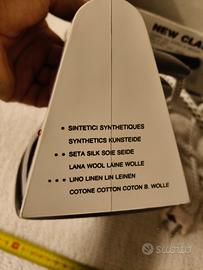 NEW CLA
• SINTETICI SYNTHETIQUES
SYNTHETICS KUNSTEIDE
•• SETA SILK SOIE SEIDE
LANA WOOL LAINE WOLLE
••• LINO LINEN LIN LEINEN
COTONE COTTON COTON B. WOLLE
subito